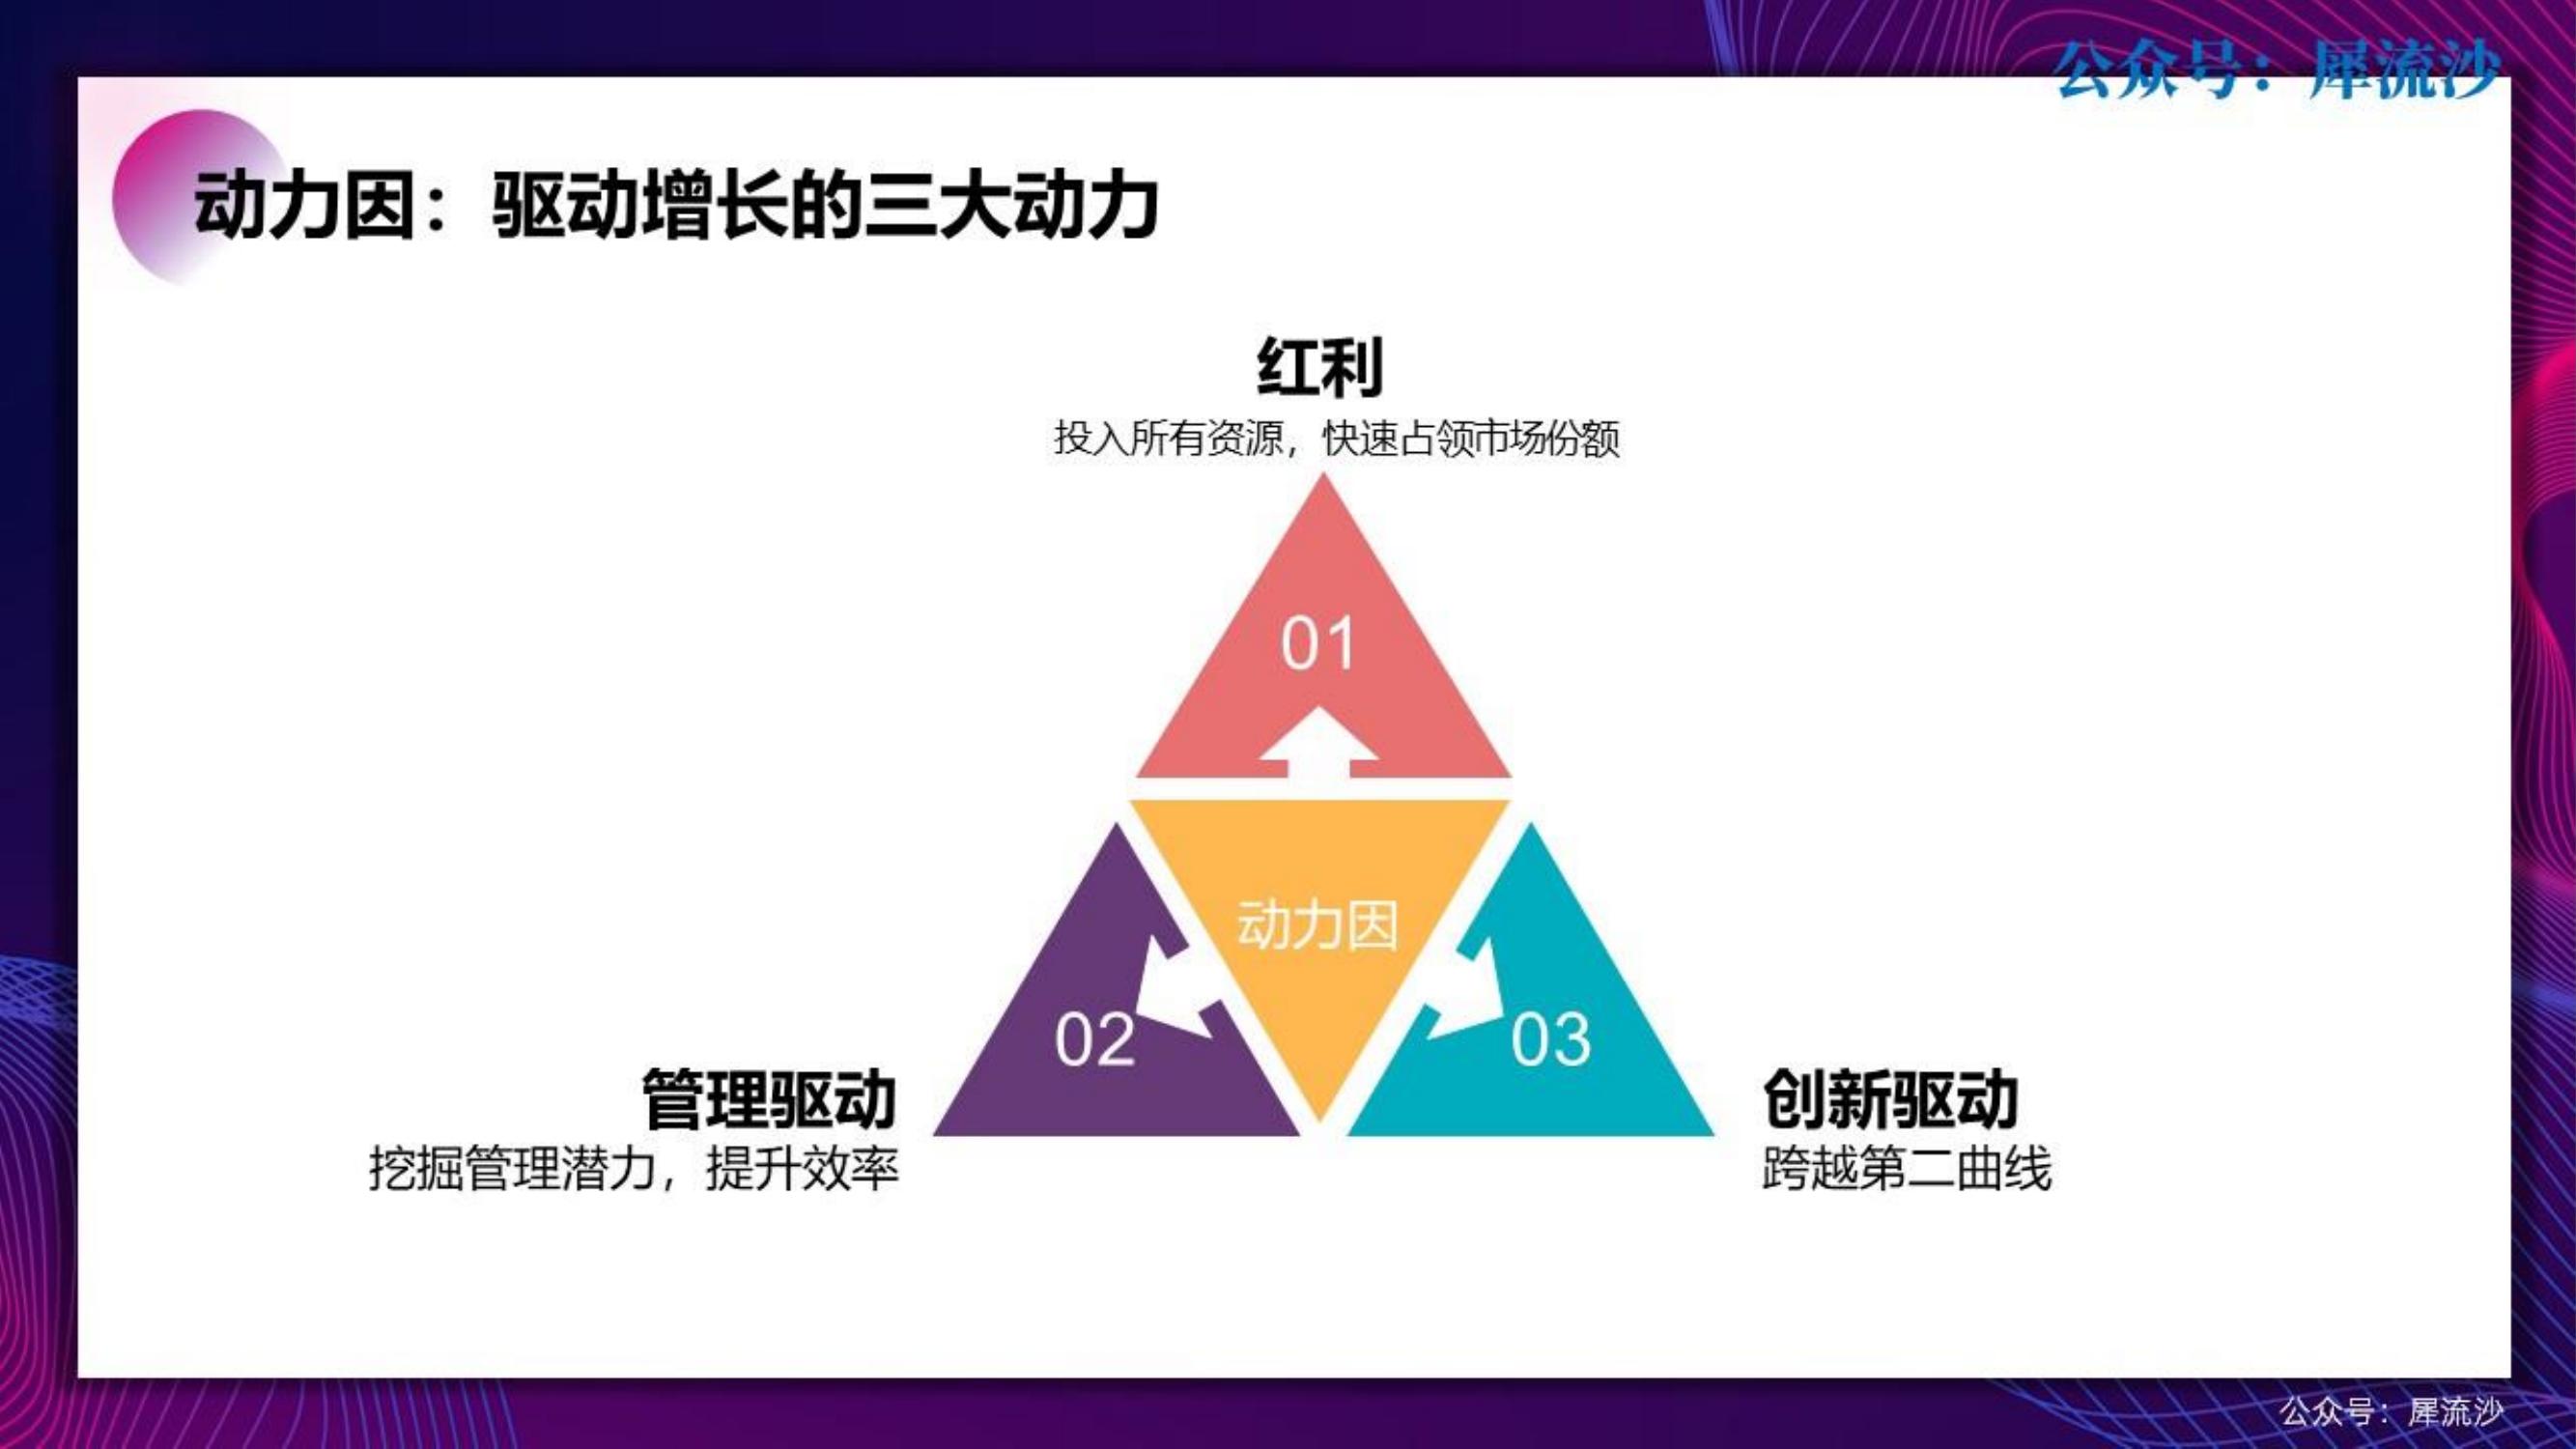 公众号：犀流沙
动力因：驱动增长的三大动力
红利
投入所有资源，快速占领市场份额
01
动力因
02
03
管理驱动
挖掘管理潜力，提升效率
创新驱动
跨越第二曲线
公众号：犀流沙